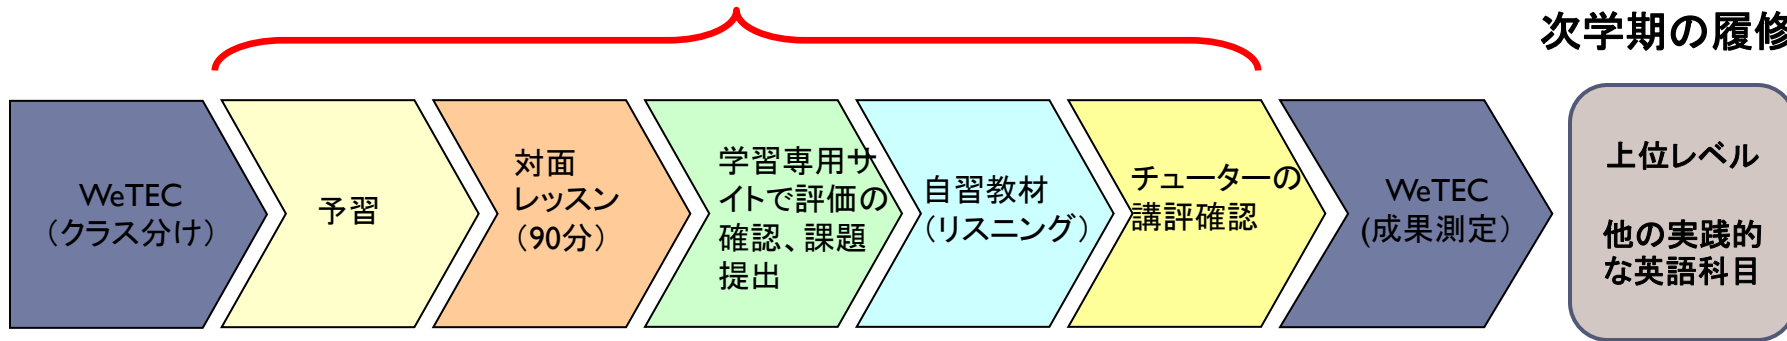 次学期の履修
WeTEC
（クラス分け）
予習
対面
レッスン
（90分）
学習専用サ
イトで評価の
確認、課題
提出
自習教材
（リスニング）
チューターの
講評確認
WeTEC
(成果測定）
上位レベル
他の実践的
な英語科目